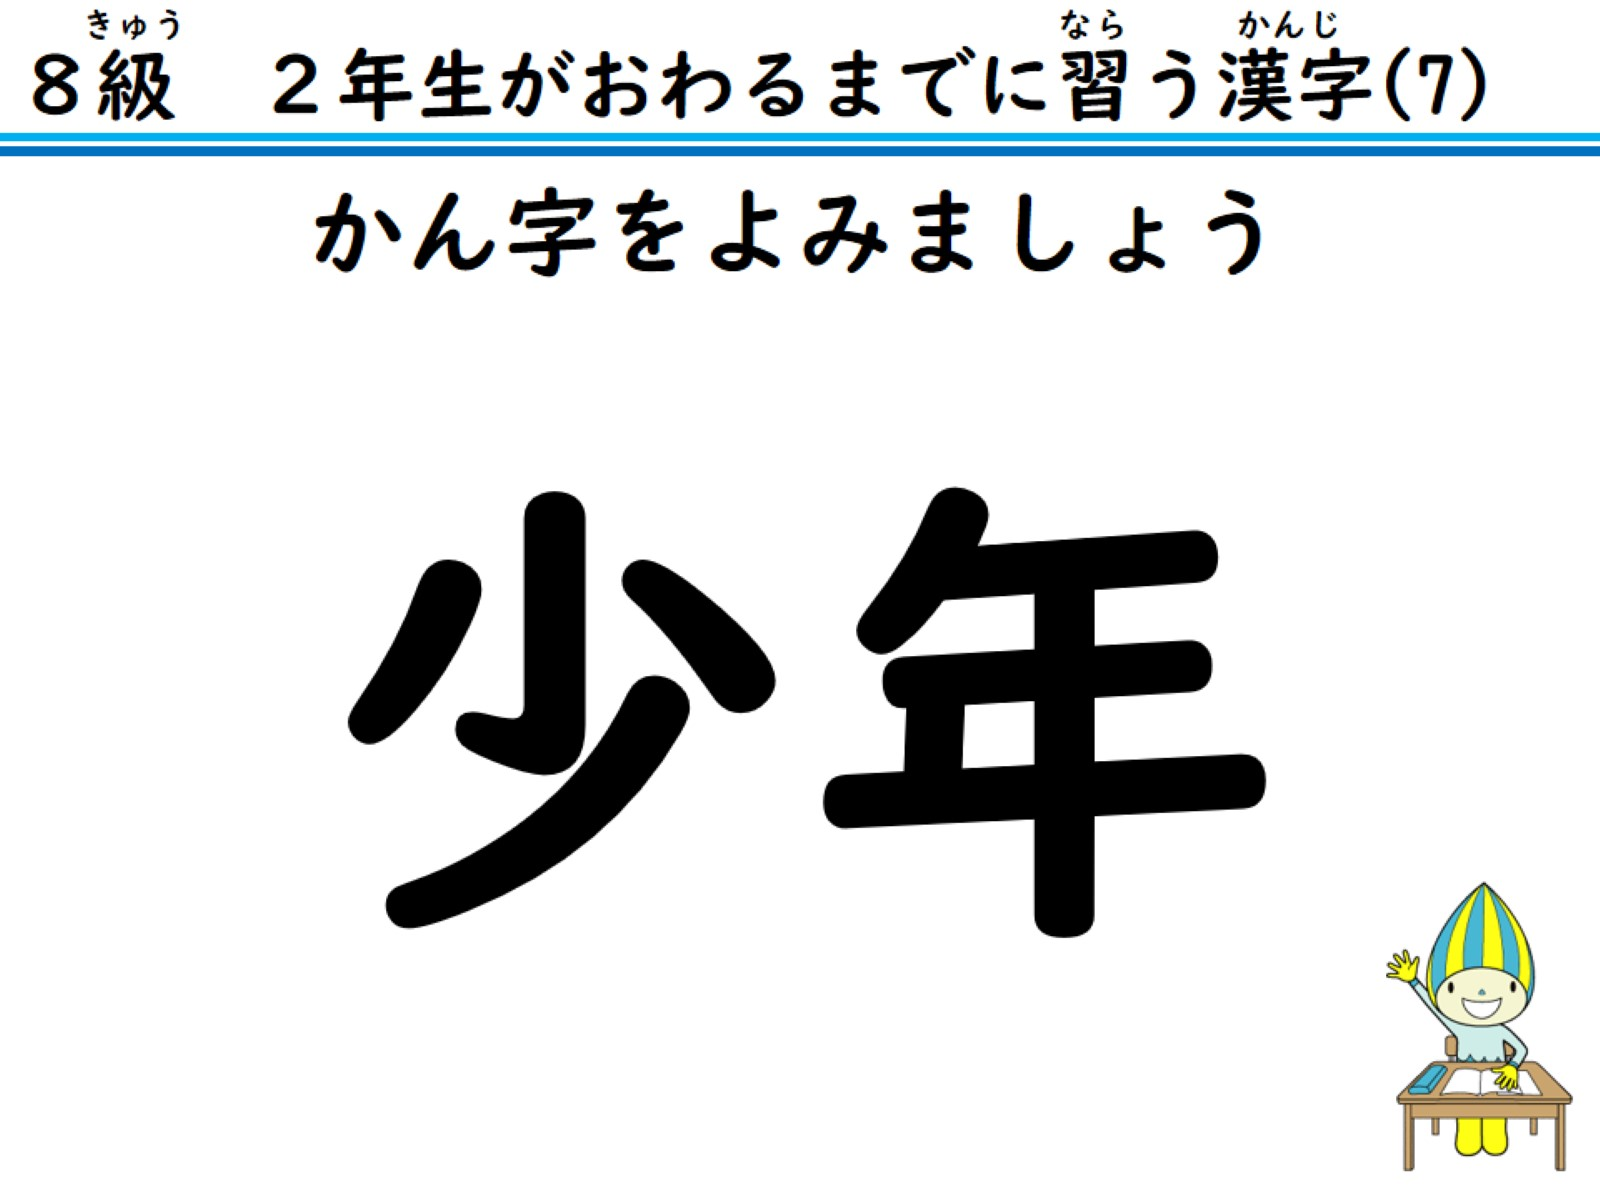 きゅう なら かんじ
８級　２年生がおわるまでに習う漢字(7)
かん字をよみましょう
少年